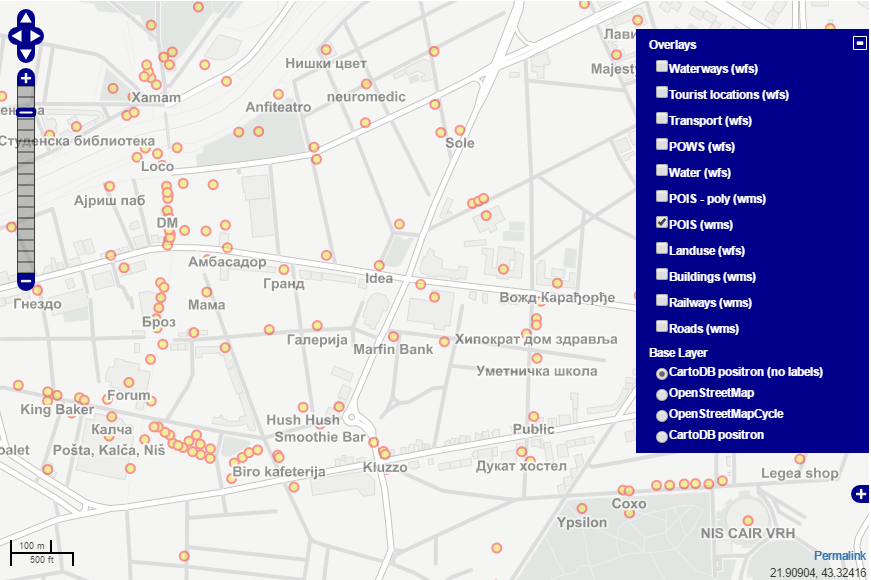 Лави
Нишки цвет
Majest
Xamam
neuromedic
Anfiteatro
Студенска библиотека
Sole
Loco
Ајриш паб
DM
Амбасадор
Гранд
Idea
Гнездо
Мама
Вожд Карађорђе
Броз
Галерија
Marfin Bank
Хипократ дом здравља
Уметничка школа
Forum
King Baker
Hush Hush
Калча
Smoothie Bar
Public
Pošta, Kalča, Niš
Biro kafeterija
Kluzzo
Дукат хостел
Legea shop
Coxo
Ypsilon
NIS CAIR VRH
100 m
500 ft
Overlays
Waterways (wfs)
Tourist locations (wfs)
Transport (wfs)
POWS (wfs)
Water (wfs)
POIS - poly (wms)
POIS (wms)
Landuse (wfs)
Buildings (wms)
Railways (wms)
Roads (wms)
Base Layer
CartoDB positron (no labels)
OpenStreetMap
OpenStreetMapCycle
CartoDB positron
Permalink
21.90904, 43.32416